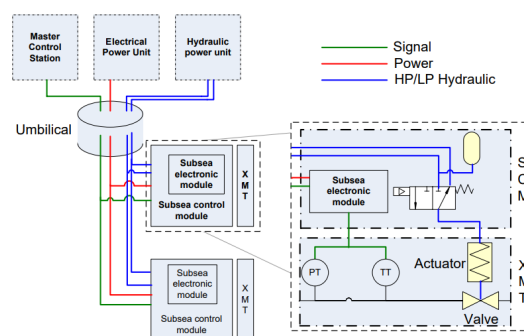 Master
Control
Station
Electrical
Power Unit
Hydraulic
power unit
Signal
Power
HP/LP Hydraulic
Umbilical
Subsea
electronic
module
Subsea control
module
X
M
T
Subsea
electronic
module
S
C
M
PT
TT
Actuator
Valve
X
M
T
Subsea
electronic
module
Subsea control
module
X
M
T